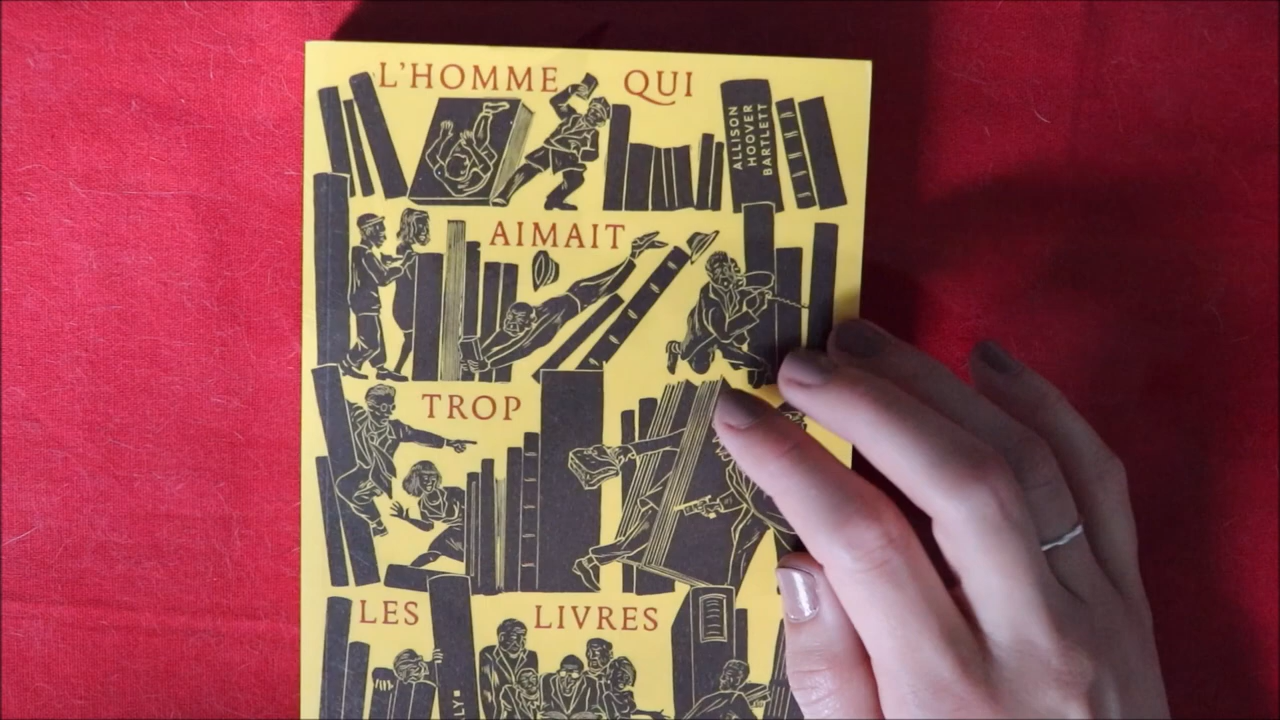 L'HOMME QUI
ALLISON
HOOVER
BARTLETT
AIMAIT
TROP
LES LIVRES